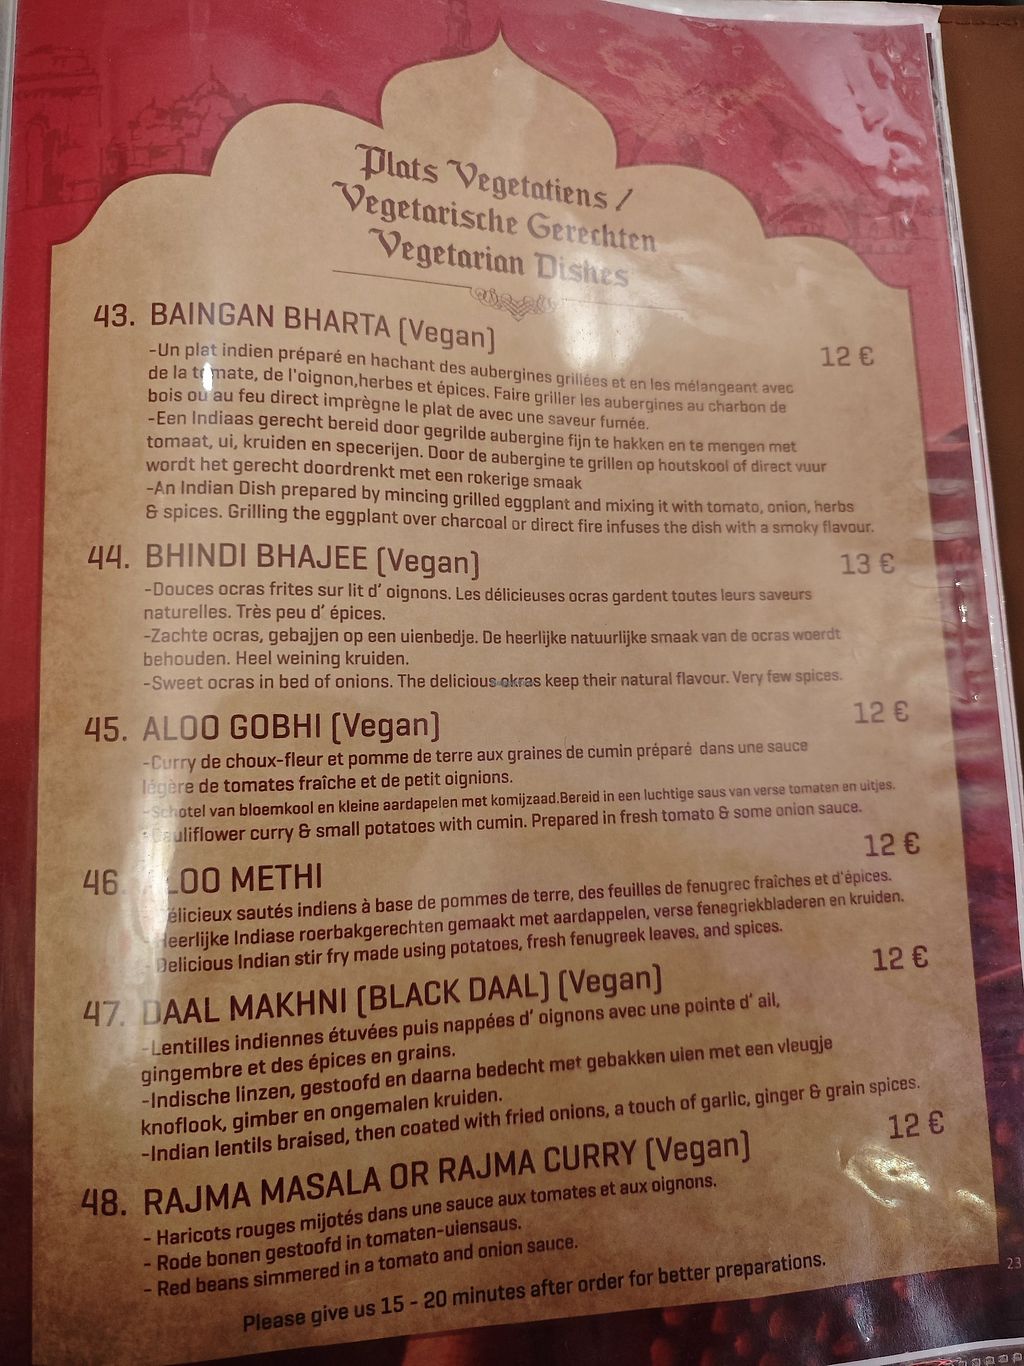 Plats Vegetatiens /
Vegetarische Gerechten
Vegetarian Dishes
43. BAINGAN BHARTA (Vegan)
12 €
-Un plat indien préparé en hachant des aubergines grillées et en les mélangeant avec
de la tomate, de l'oignon,herbes et épices. Faire griller les aubergines au charbon de
bois ou au feu direct imprègne le plat de avec une saveur fumée.
-Een Indiaas gerecht bereid door gegrilde aubergine fijn te hakken en te mengen met
tomaat, ui, kruiden en specerijen. Door de aubergine te grillen op houtskool of direct vuur
wordt het gerecht doordrenkt met een rokerige smaak
-An Indian Dish prepared by mincing grilled eggplant and mixing it with tomato, onion, herbs
& spices. Grilling the eggplant over charcoal or direct fire infuses the dish with a smoky flavour.
44. BHINDI BHAJEE (Vegan)
13 €
-Douces ocras frites sur lit d' oignons. Les délicieuses ocras gardent toutes leurs saveurs
naturelles. Très peu d' épices.
-Zachte ocras, gebajjen op een uienbedje. De heerlijke natuurlijke smaak van de ocras woerdt
behouden. Heel weining kruiden.
-Sweet ocras in bed of onions. The delicious okras keep their natural flavour. Very few spices.
45. ALOO GOBHI (Vegan)
12 €
-Curry de choux-fleur et pomme de terre aux graines de cumin préparé dans une sauce
légère de tomates fraîche et de petit oignions.
-Schotel van bloemkool en kleine aardapelen met komijzaad.Bereid in een luchtige saus van verse tomaten en uitjes.
-Cauliflower curry & small potatoes with cumin. Prepared in fresh tomato & some onion sauce.
46. ALOO METHI
12 €
-Délicieux sautés indiens à base de pommes de terre, des feuilles de fenugrec fraîches et d'épices.
-Heerlijke Indiase roerbakgerechten gemaakt met aardappelen, verse fenegriekbladeren en kruiden.
- Delicious Indian stir fry made using potatoes, fresh fenugreek leaves, and spices.
47. DAAL MAKHNI (BLACK DAAL) (Vegan)
12 €
-Lentilles indiennes étuvées puis nappées d' oignons avec une pointe d' ail,
gingembre et des épices en grains.
-Indische linzen, gestoofd en daarna bedecht met gebakken uien met een vleugje
knoflook, gimber en ongemalen kruiden.
-Indian lentils braised, then coated with fried onions, a touch of garlic, ginger & grain spices.
48. RAJMA MASALA OR RAJMA CURRY (Vegan)
12 €
- Haricots rouges mijotés dans une sauce aux tomates et aux oignons.
- Rode bonen gestoofd in tomaten-uiensaus.
- Red beans simmered in a tomato and onion sauce.
Please give us 15 - 20 minutes after order for better preparations.
23